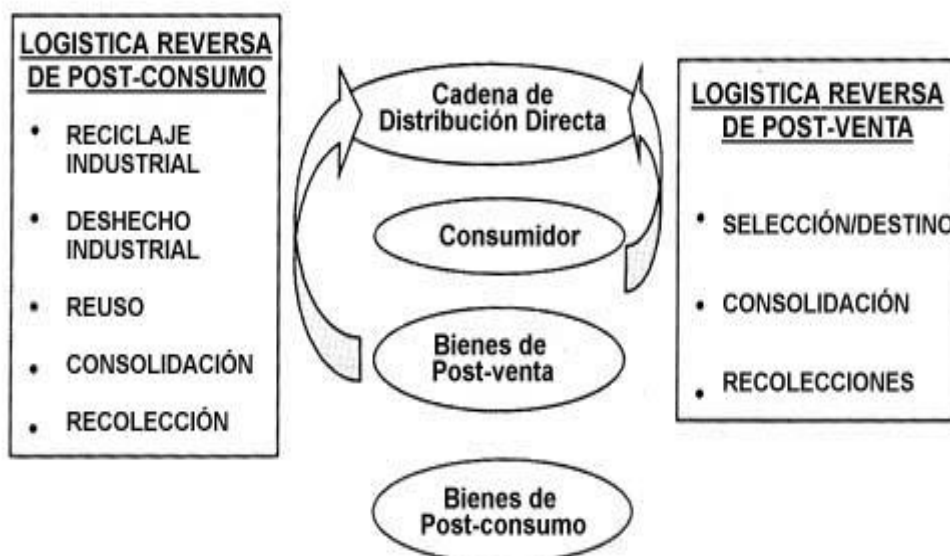 LOGISTICA REVERSA
DE POST-CONSUMO
• RECICLAJE
INDUSTRIAL
• DESHECHO
INDUSTRIAL
• REUSO
• CONSOLIDACIÓN
• RECOLECCIÓN
Cadena de
Distribución Directa
Consumidor
Bienes de
Post-venta
Bienes de
Post-consumo
LOGISTICA REVERSA
DE POST-VENTA
• SELECCIÓN/DESTINO
• CONSOLIDACIÓN
• RECOLECCIONES